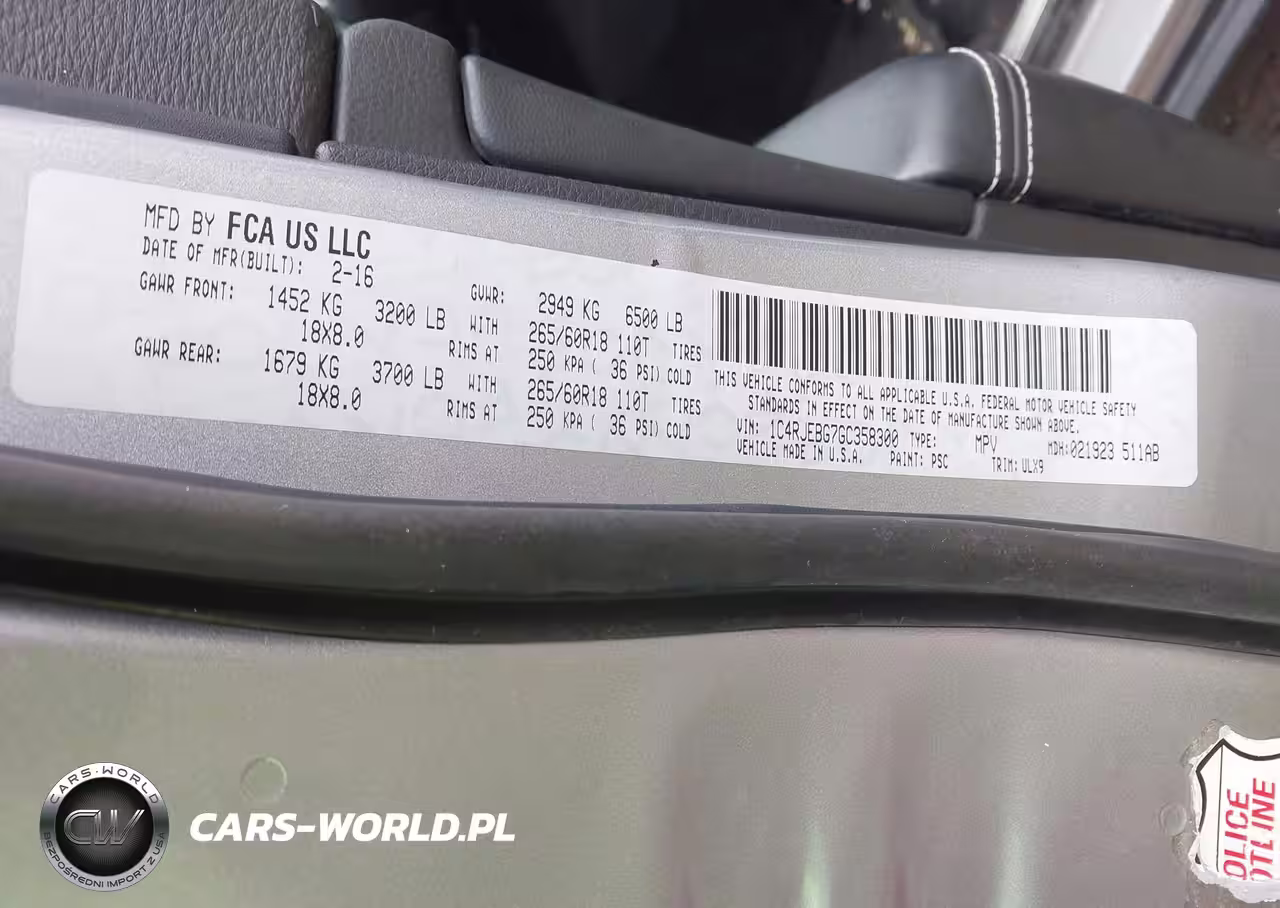 MFD BY FCA US LLC
DATE OF MFR(BUILT): 2-16
GAWR FRONT: 1452 KG 3200 LB WITH
18X8.0 RIMS AT
GAWR REAR: 1679 KG 3700 LB WITH
18X8.0 RIMS AT
GVWR: 2949 KG 6500 LB
265/60R18 110T TIRES
250 KPA ( 36 PSI) COLD
265/60R18 110T TIRES
250 KPA ( 36 PSI) COLD
THIS VEHICLE CONFORMS TO ALL APPLICABLE U.S.A. FEDERAL MOTOR VEHICLE SAFETY
STANDARDS IN EFFECT ON THE DATE OF MANUFACTURE SHOWN ABOVE.
VIN: 1C4RJEBG7GC358300 TYPE: MPV MDH:021923 511AB
VEHICLE MADE IN U.S.A. PAINT: PSC TRIM: ULX9
CARS-WORLD
CW
BEZPOŚREDNI IMPORT Z USA
CARS-WORLD.PL
OLICE
OTLINE